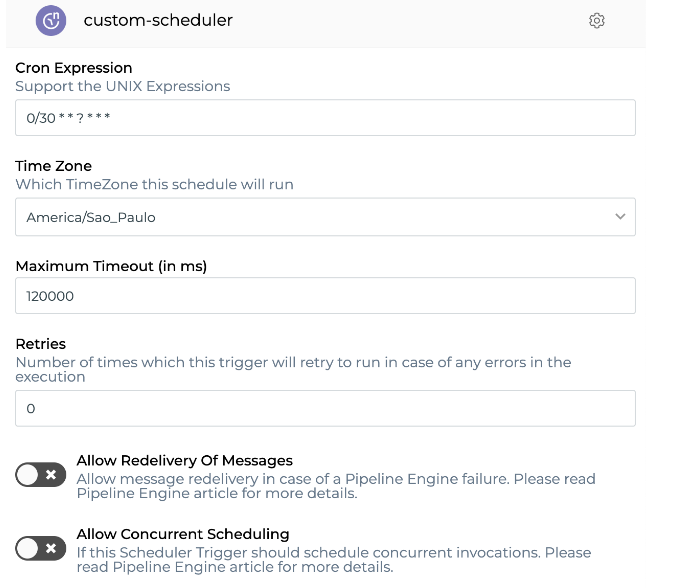 custom-scheduler
Cron Expression
Support the UNIX Expressions
0/30 * * ? * * *
Time Zone
Which TimeZone this schedule will run
America/Sao_Paulo
Maximum Timeout (in ms)
120000
Retries
Number of times which this trigger will retry to run in case of any errors in the
execution
0
Allow Redelivery Of Messages
Allow message redelivery in case of a Pipeline Engine failure. Please read
Pipeline Engine article for more details.
Allow Concurrent Scheduling
If this Scheduler Trigger should schedule concurrent invocations. Please
read Pipeline Engine article for more details.